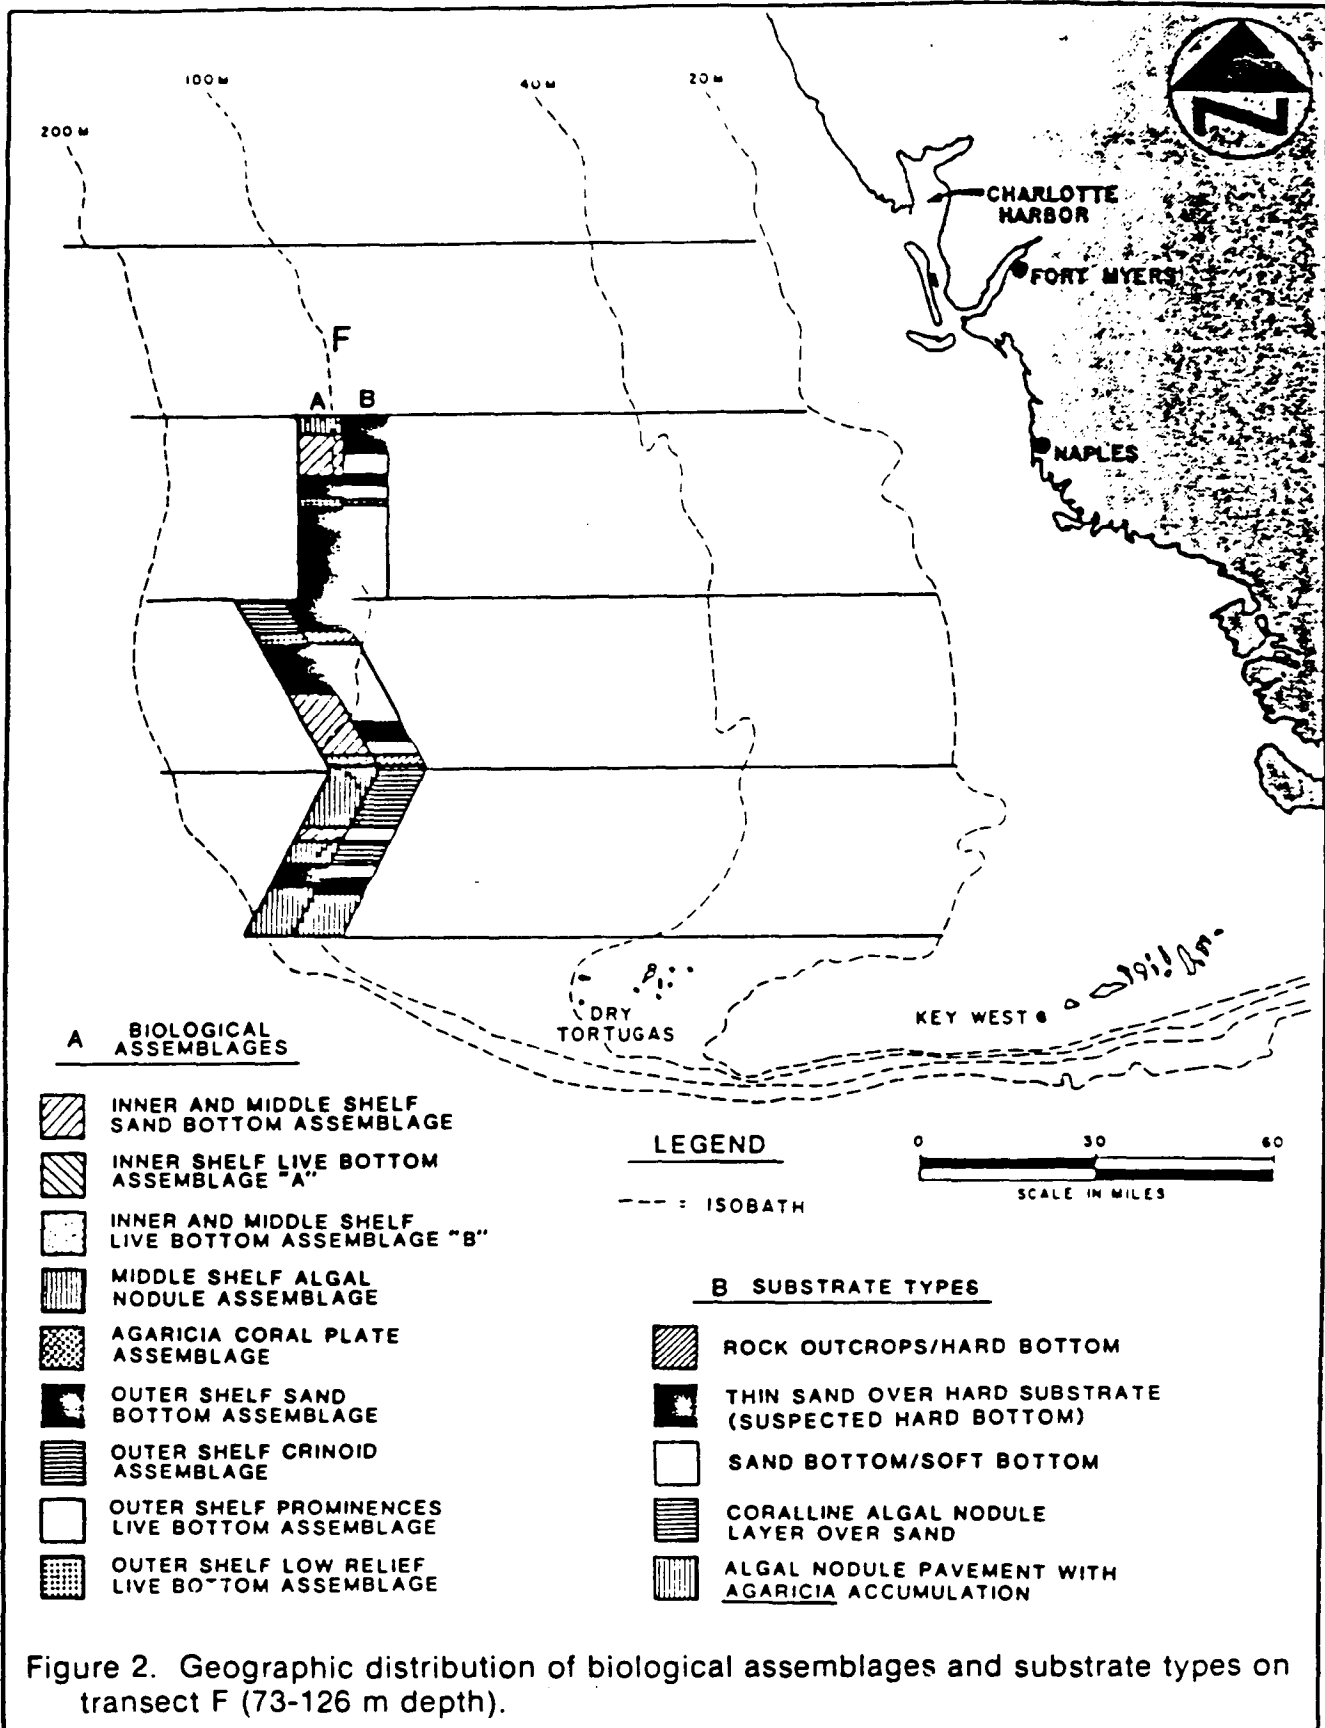 100 M
40 M
20 M
200 M
N
CHARLOTTE
HARBOR
FORT MYERS
F
A
B
NAPLES
DRY
TORTUGAS
KEY WEST
A BIOLOGICAL
ASSEMBLAGES
INNER AND MIDDLE SHELF
SAND BOTTOM ASSEMBLAGE
INNER SHELF LIVE BOTTOM
ASSEMBLAGE "A"
INNER AND MIDDLE SHELF
LIVE BOTTOM ASSEMBLAGE "B"
MIDDLE SHELF ALGAL
NODULE ASSEMBLAGE
AGARICIA CORAL PLATE
ASSEMBLAGE
OUTER SHELF SAND
BOTTOM ASSEMBLAGE
OUTER SHELF CRINOID
ASSEMBLAGE
OUTER SHELF PROMINENCES
LIVE BOTTOM ASSEMBLAGE
OUTER SHELF LOW RELIEF
LIVE BOTTOM ASSEMBLAGE
LEGEND
---- = ISOBATH
0 30 60
SCALE IN MILES
B SUBSTRATE TYPES
ROCK OUTCROPS/HARD BOTTOM
THIN SAND OVER HARD SUBSTRATE
(SUSPECTED HARD BOTTOM)
SAND BOTTOM/SOFT BOTTOM
CORALLINE ALGAL NODULE
LAYER OVER SAND
ALGAL NODULE PAVEMENT WITH
AGARICIA ACCUMULATION
Figure 2. Geographic distribution of biological assemblages and substrate types on
transect F (73-126 m depth).